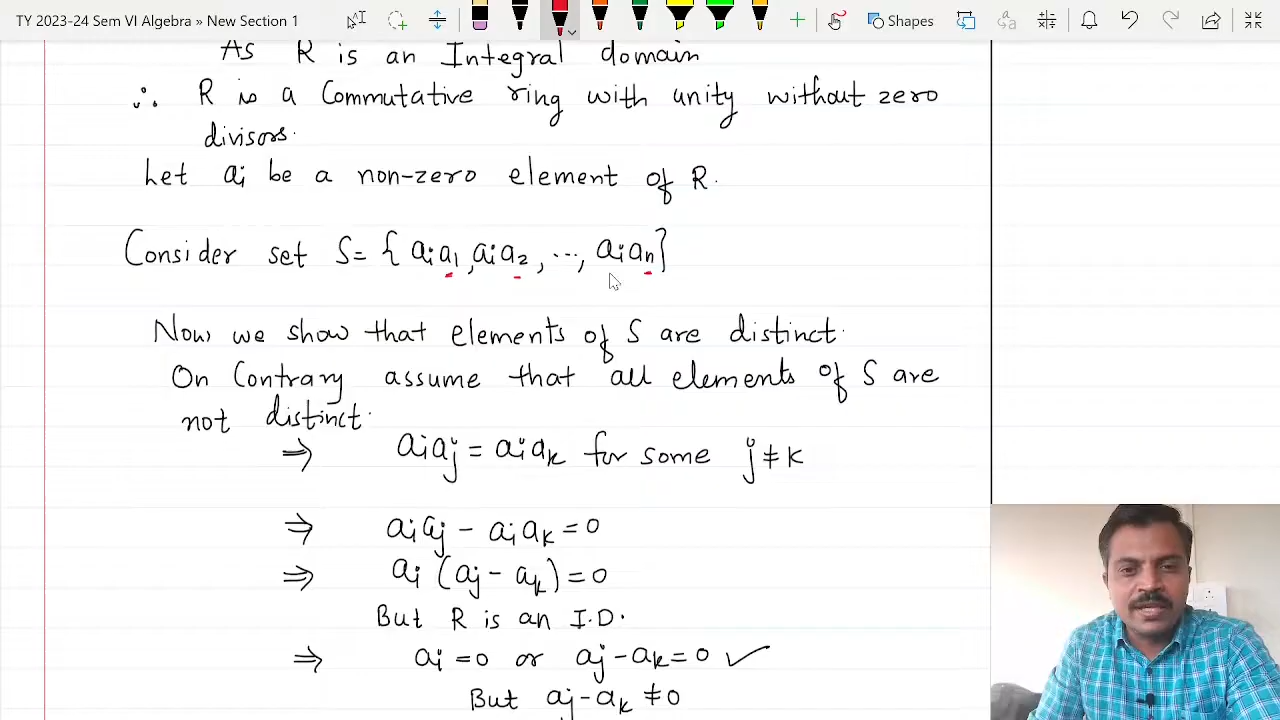 TY 2023-24 Sem VI Algebra » New Section 1
Shapes
As R is an Integral domain
∴ R is a Commutative ring with unity without zero
divisors.
Let aᵢ be a non-zero element of R.
Consider set S = { aᵢa₁, aᵢa₂, ..., aᵢaₙ}
Now we show that elements of S are distinct.
On Contrary assume that all elements of S are
not distinct.
⇒ aᵢaⱼ = aᵢaₖ for some j ≠ k
⇒ aᵢaⱼ - aᵢaₖ = 0
⇒ aᵢ (aⱼ - aₖ) = 0
But R is an I.D.
⇒ aᵢ = 0 or aⱼ - aₖ = 0 ✓
But aⱼ - aₖ ≠ 0